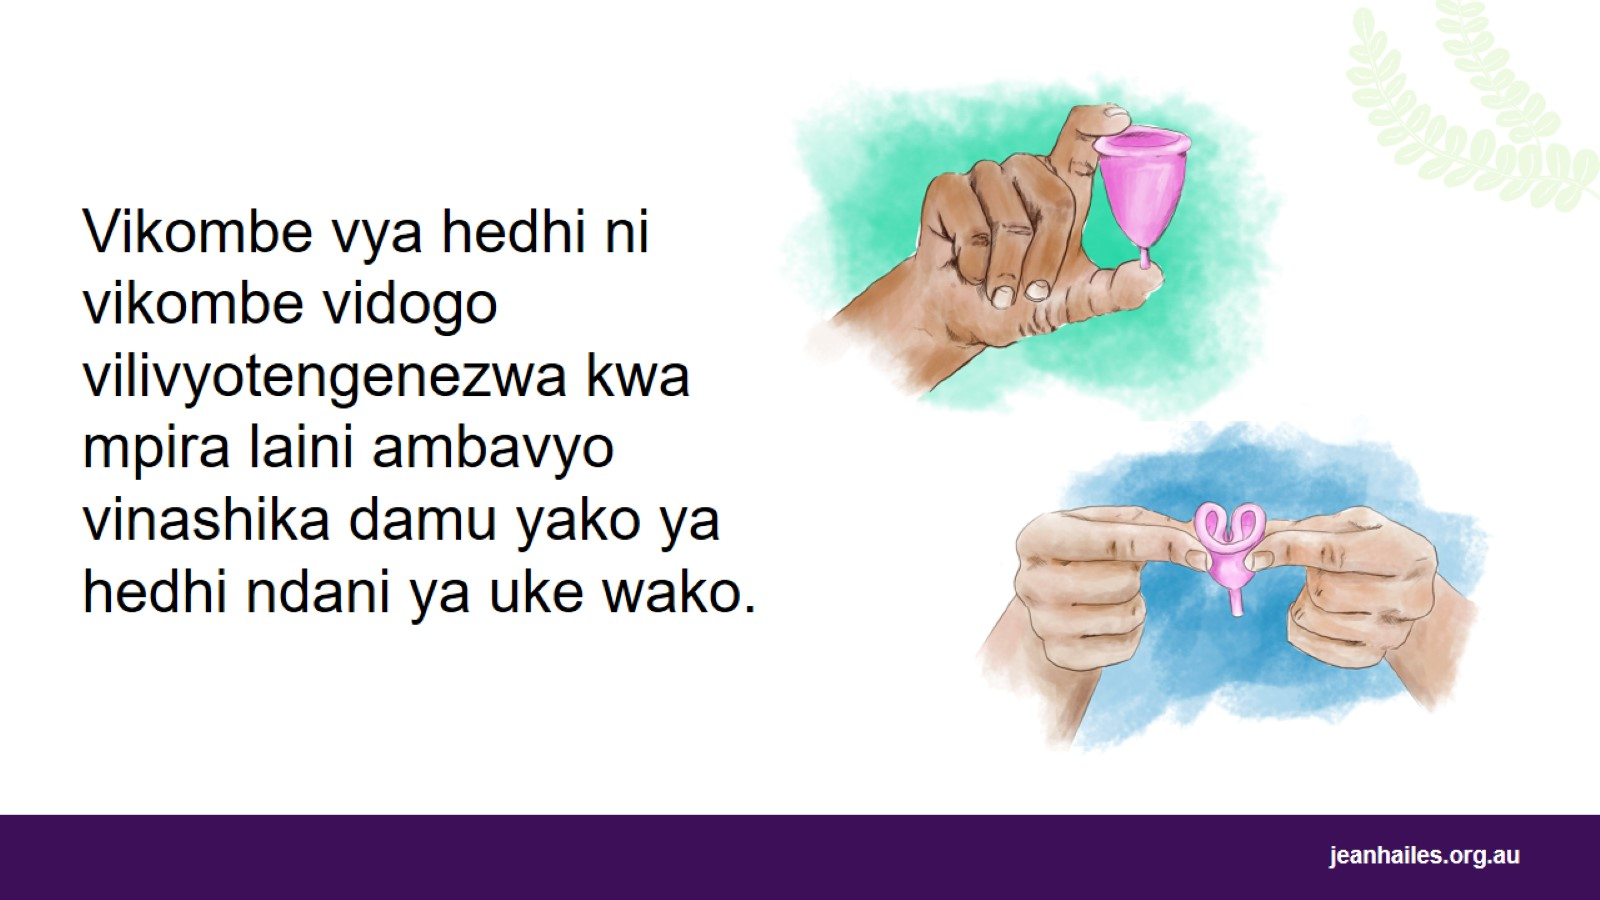 Vikombe vya hedhi ni
vikombe vidogo
vilivyotengenezwa kwa
mpira laini ambavyo
vinashika damu yako ya
hedhi ndani ya uke wako.
jeanhailes.org.au